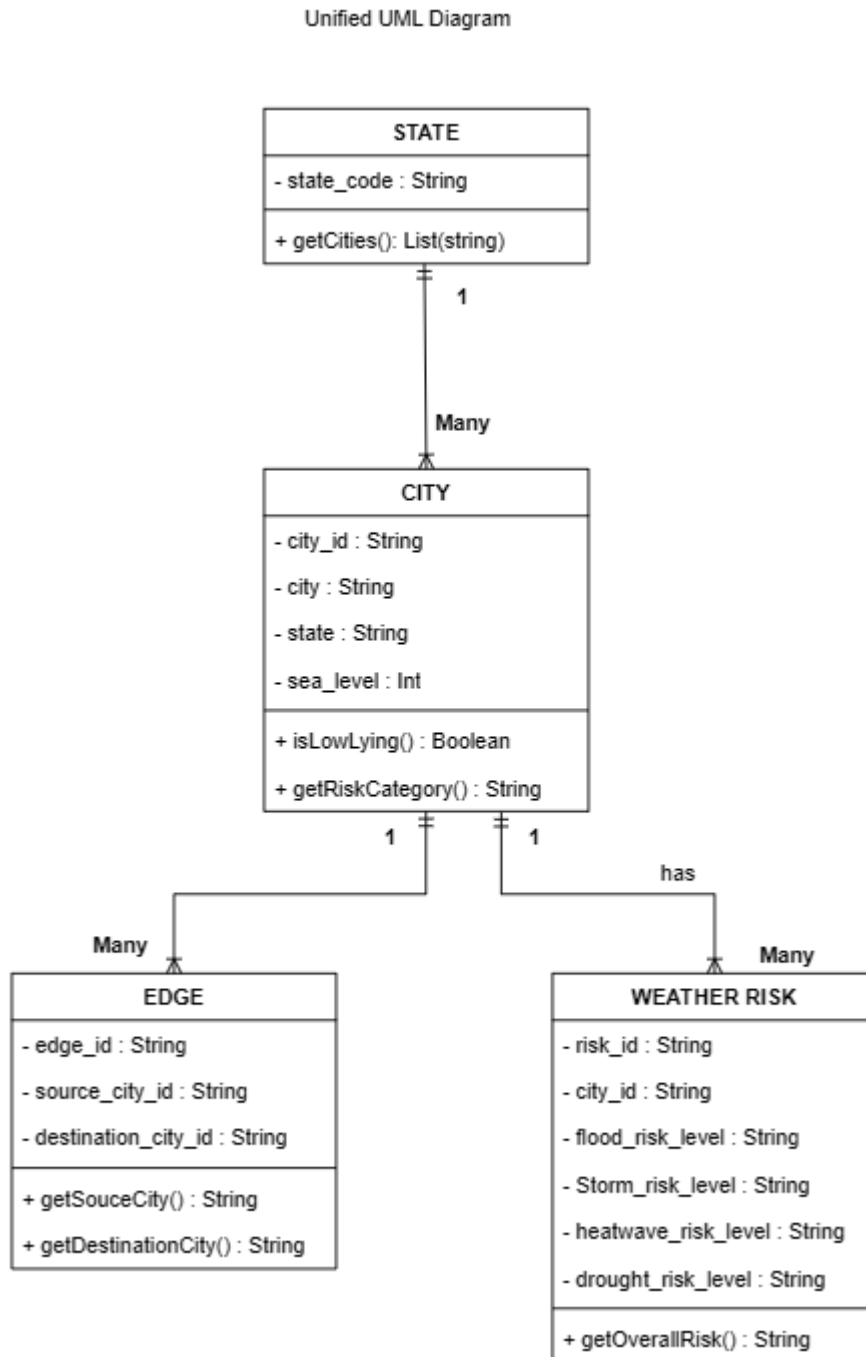 Unified UML Diagram
STATE
- state_code : String
+ getCities(): List(string)
1
Many
CITY
- city_id : String
- city : String
- state : String
- sea_level : Int
+ isLowLying() : Boolean
+ getRiskCategory() : String
1
1
has
Many
Many
EDGE
- edge_id : String
- source_city_id : String
- destination_city_id : String
+ getSouceCity() : String
+ getDestinationCity() : String
WEATHER RISK
- risk_id : String
- city_id : String
- flood_risk_level : String
- Storm_risk_level : String
- heatwave_risk_level : String
- drought_risk_level : String
+ getOverallRisk() : String